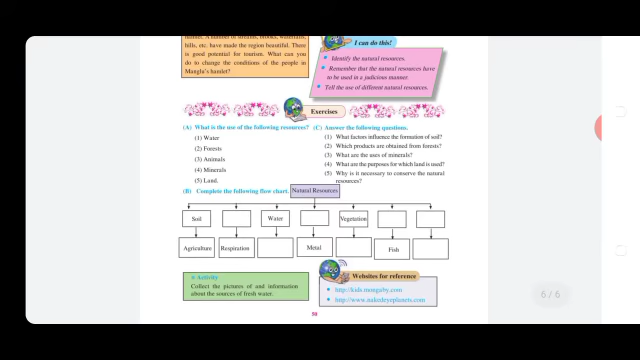 hamlet. A number of streams, brooks, waterfalls,
hills, etc. have made the region beautiful. There
is good potential for tourism. What can you
do to change the conditions of the people in
Mangla's hamlet?
I can do this!
Identify the natural resources.
Remember that the natural resources have
to be used in a judicious manner.
Tell the use of different natural resources.
Exercises
(A) What is the use of the following resources?
(1) Water
(2) Forests
(3) Animals
(4) Minerals
(5) Land.
(C) Answer the following questions.
(1) What factors influence the formation of soil?
(2) Which products are obtained from forests?
(3) What are the uses of minerals?
(4) What are the purposes for which land is used?
(5) Why is it necessary to conserve the natural
resources?
(B) Complete the following flow chart.
Natural Resources
Soil Water Vegetation
Agriculture Respiration Metal Fish
Activity
Collect the pictures of and information
about the sources of fresh water.
Websites for reference
http://kids.mongaby.com
http://www.nakedeyeplanets.com
50
6/6